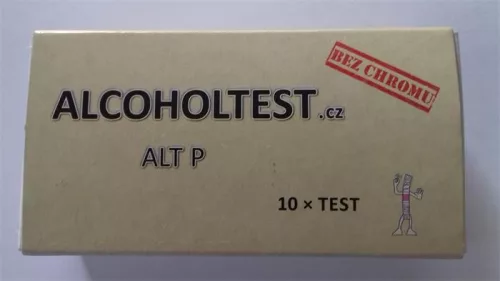 BEZ CHROMU
ALCOHOLTEST.cz
ALT P
10 × TEST